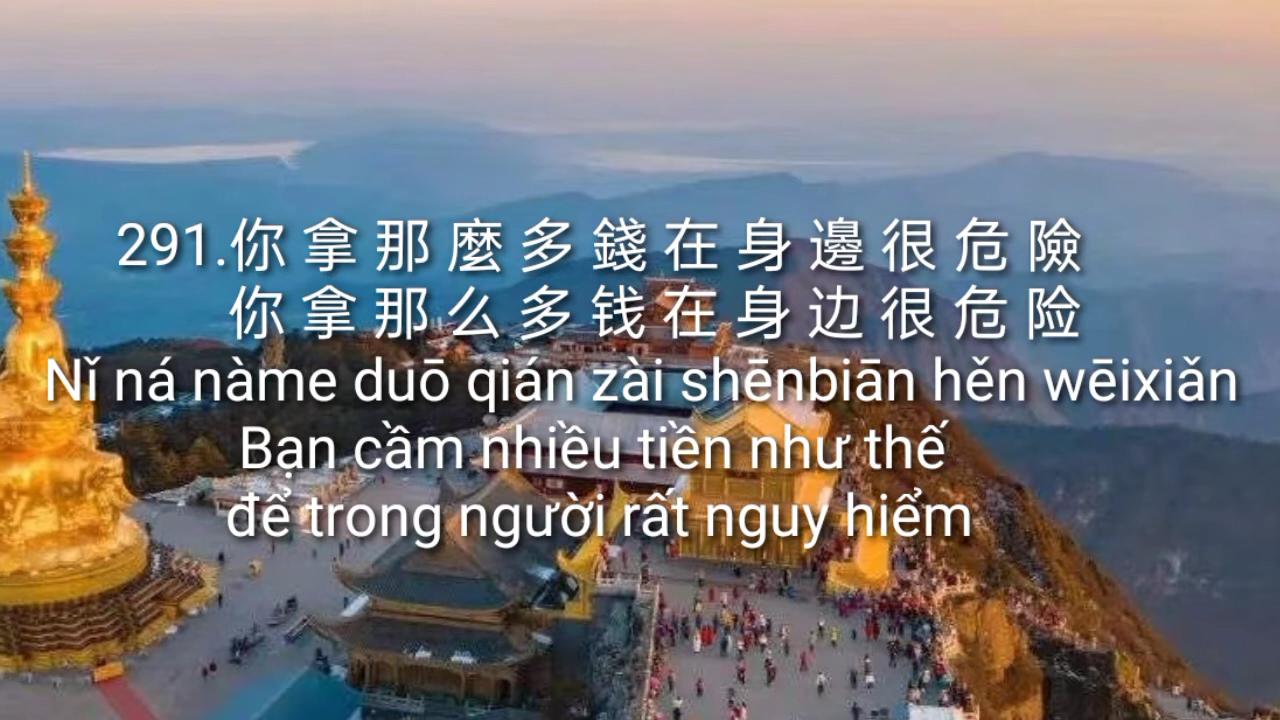 291.你 拿 那 麼 多 錢 在 身 邊 很 危 險
你 拿 那 么 多 钱 在 身 边 很 危 险
Nǐ ná nàme duō qián zài shēnbiān hěn wēixiǎn
Bạn cầm nhiều tiền như thế
để trong người rất nguy hiểm